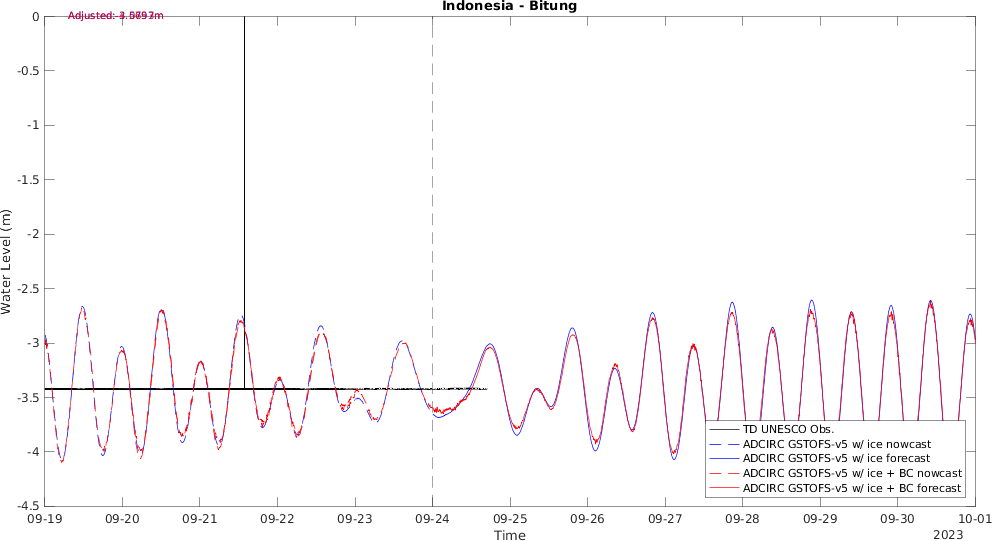 Indonesia - Bitung
Adjusted:
0
-0.5
-1
-1.5
-2
-2.5
-3
-3.5
-4
-4.5
Water Level (m)
TD UNESCO Obs.
ADCIRC GSTOFS-v5 w/ ice nowcast
ADCIRC GSTOFS-v5 w/ ice forecast
ADCIRC GSTOFS-v5 w/ ice + BC nowcast
ADCIRC GSTOFS-v5 w/ ice + BC forecast
09-19 09-20 09-21 09-22 09-23 09-24 09-25 09-26 09-27 09-28 09-29 09-30 10-01
Time
2023